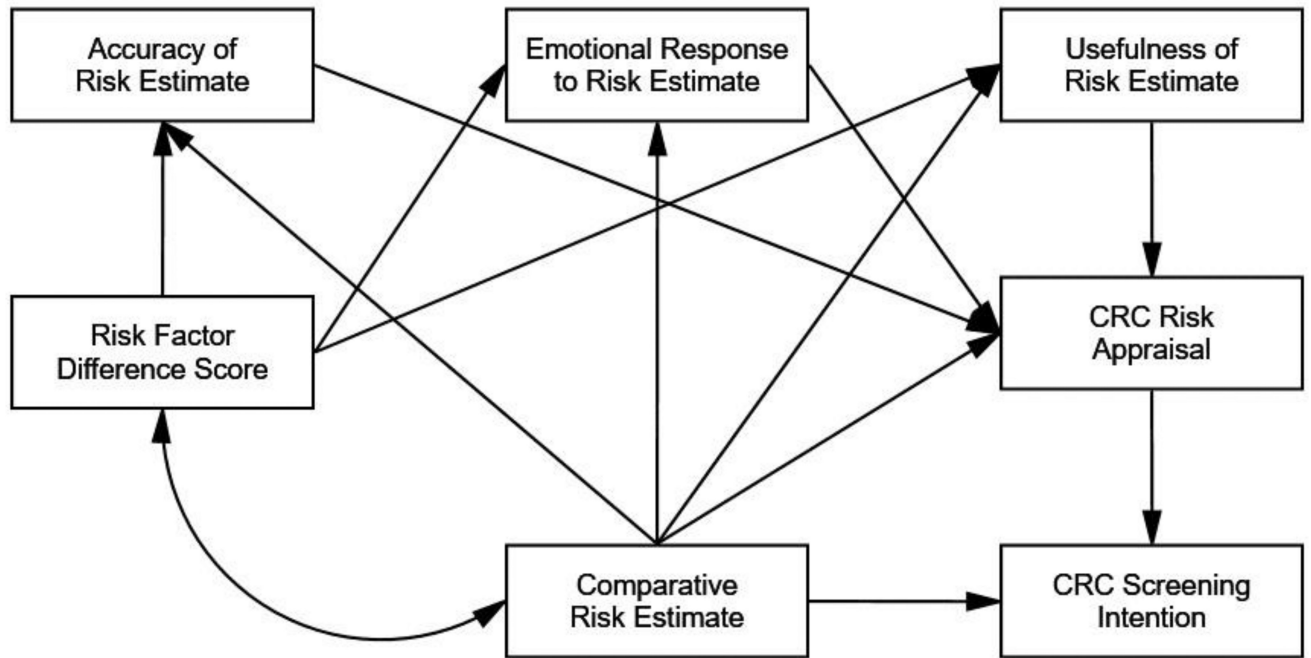 Accuracy of
Risk Estimate
Emotional Response
to Risk Estimate
Usefulness of
Risk Estimate
Risk Factor
Difference Score
CRC Risk
Appraisal
Comparative
Risk Estimate
CRC Screening
Intention